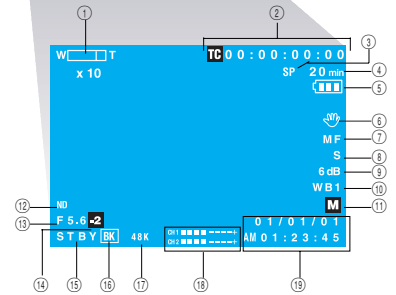 ① ②
W T TC 00:00:00:00 ③
x 10 SP 20 min ④
⑤
⑥
MF ⑦
S ⑧
6 dB ⑨
WB1 ⑩
M ⑪
⑫ ND
⑬ F 5.6 -2 01/01/01
STBY BK 48K CH1 CH2 AM 01:23:45
⑭ ⑮ ⑯ ⑰ ⑱ ⑲